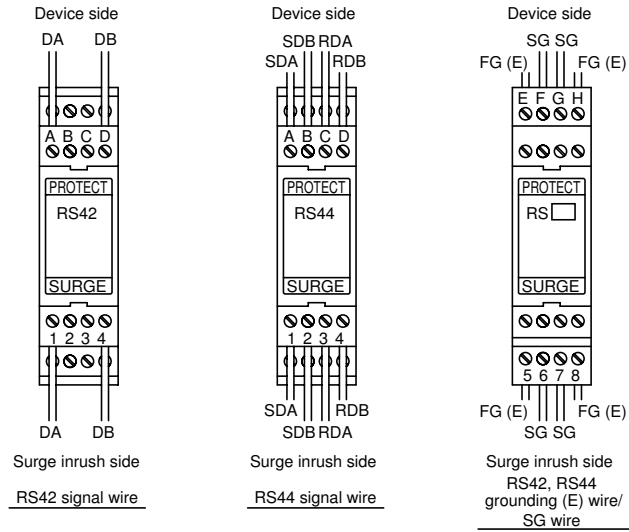 Device side
DA DB
A B C D
PROTECT
RS42
SURGE
1 2 3 4
DA DB
Surge inrush side
RS42 signal wire
Device side
SDB RDA
SDA RDB
A B C D
PROTECT
RS44
SURGE
1 2 3 4
SDA RDB
SDB RDA
Surge inrush side
RS44 signal wire
Device side
SG SG
FG (E) FG (E)
E F G H
PROTECT
RS
SURGE
5 6 7 8
FG (E) FG (E)
SG SG
Surge inrush side
RS42, RS44
grounding (E) wire/
SG wire